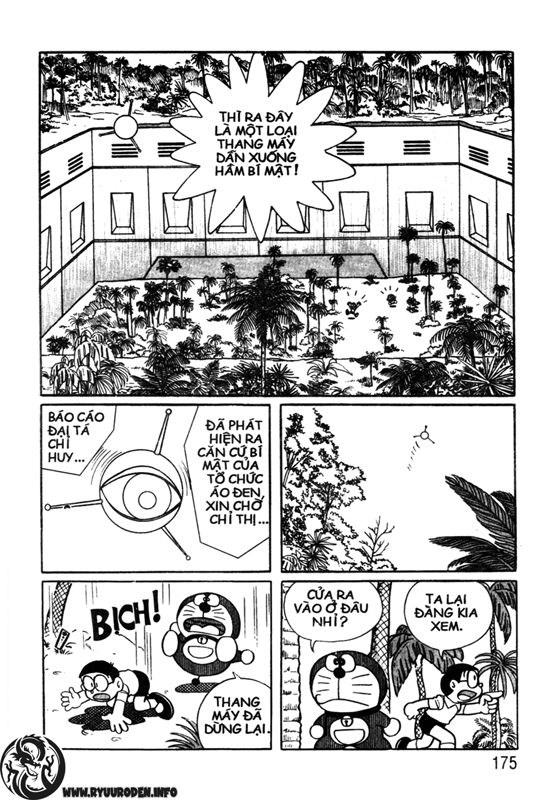 THÌ RA ĐÂY
LÀ MỘT LOẠI
THANG MÁY
DẪN XUỐNG
HẦM BÍ MẬT!
BÁO CÁO
ĐẠI TÁ
CHỈ
HUY...
ĐÃ PHÁT
HIỆN RA
CĂN CỨ BÍ
MẬT CỦA
TỔ CHỨC
ÁO ĐEN,
XIN CHỜ
CHỈ THỊ...
BỊCH!
THANG
MÁY ĐÃ
DỪNG LẠI.
CỬA RA
VÀO Ở ĐÂU
NHỈ?
TA LẠI
ĐẰNG KIA
XEM.
175
WWW.RYUURODEN.INFO